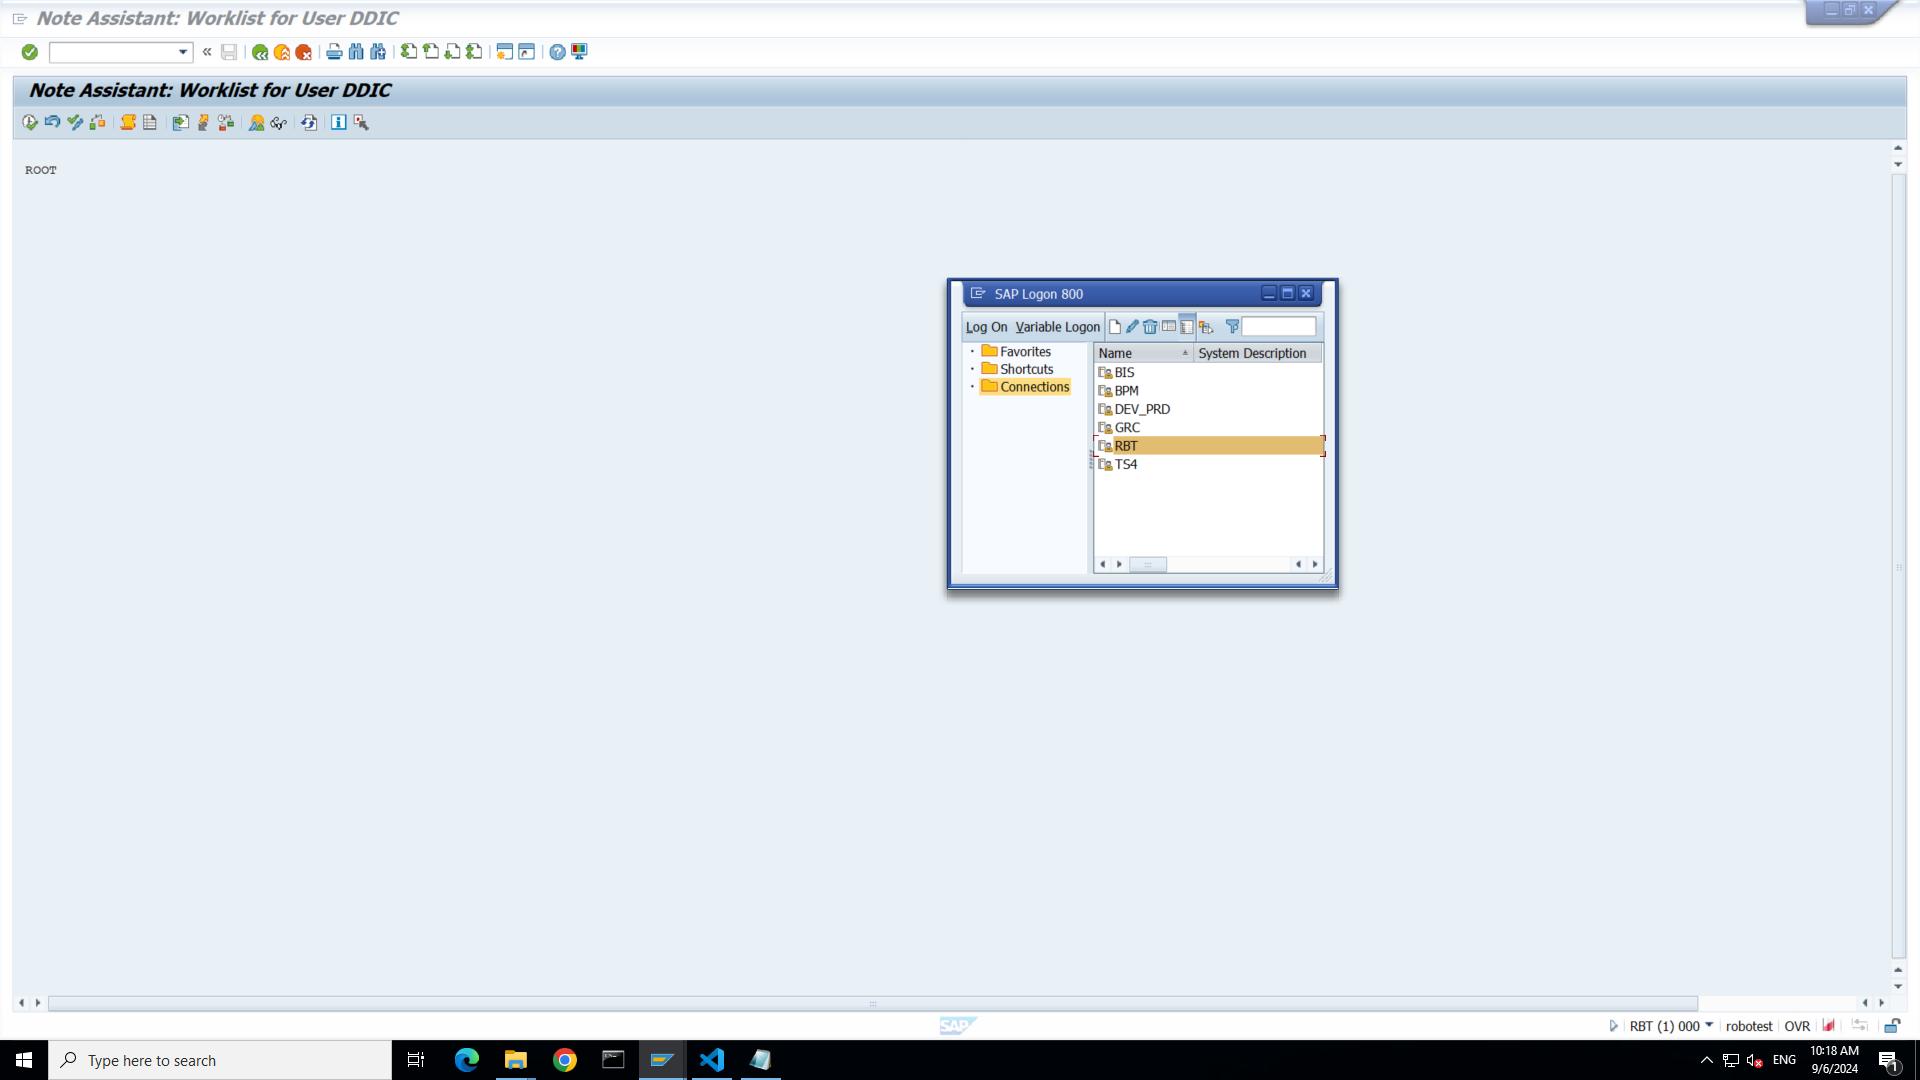 Note Assistant: Worklist for User DDIC
Note Assistant: Worklist for User DDIC
ROOT
SAP Logon 800
Log On Variable Logon
Favorites
Shortcuts
Connections
Name System Description
BIS
BPM
DEV_PRD
GRC
RBT
TS4
SAP
RBT (1) 000 robotest OVR
Type here to search
ENG
10:18 AM
9/6/2024
1